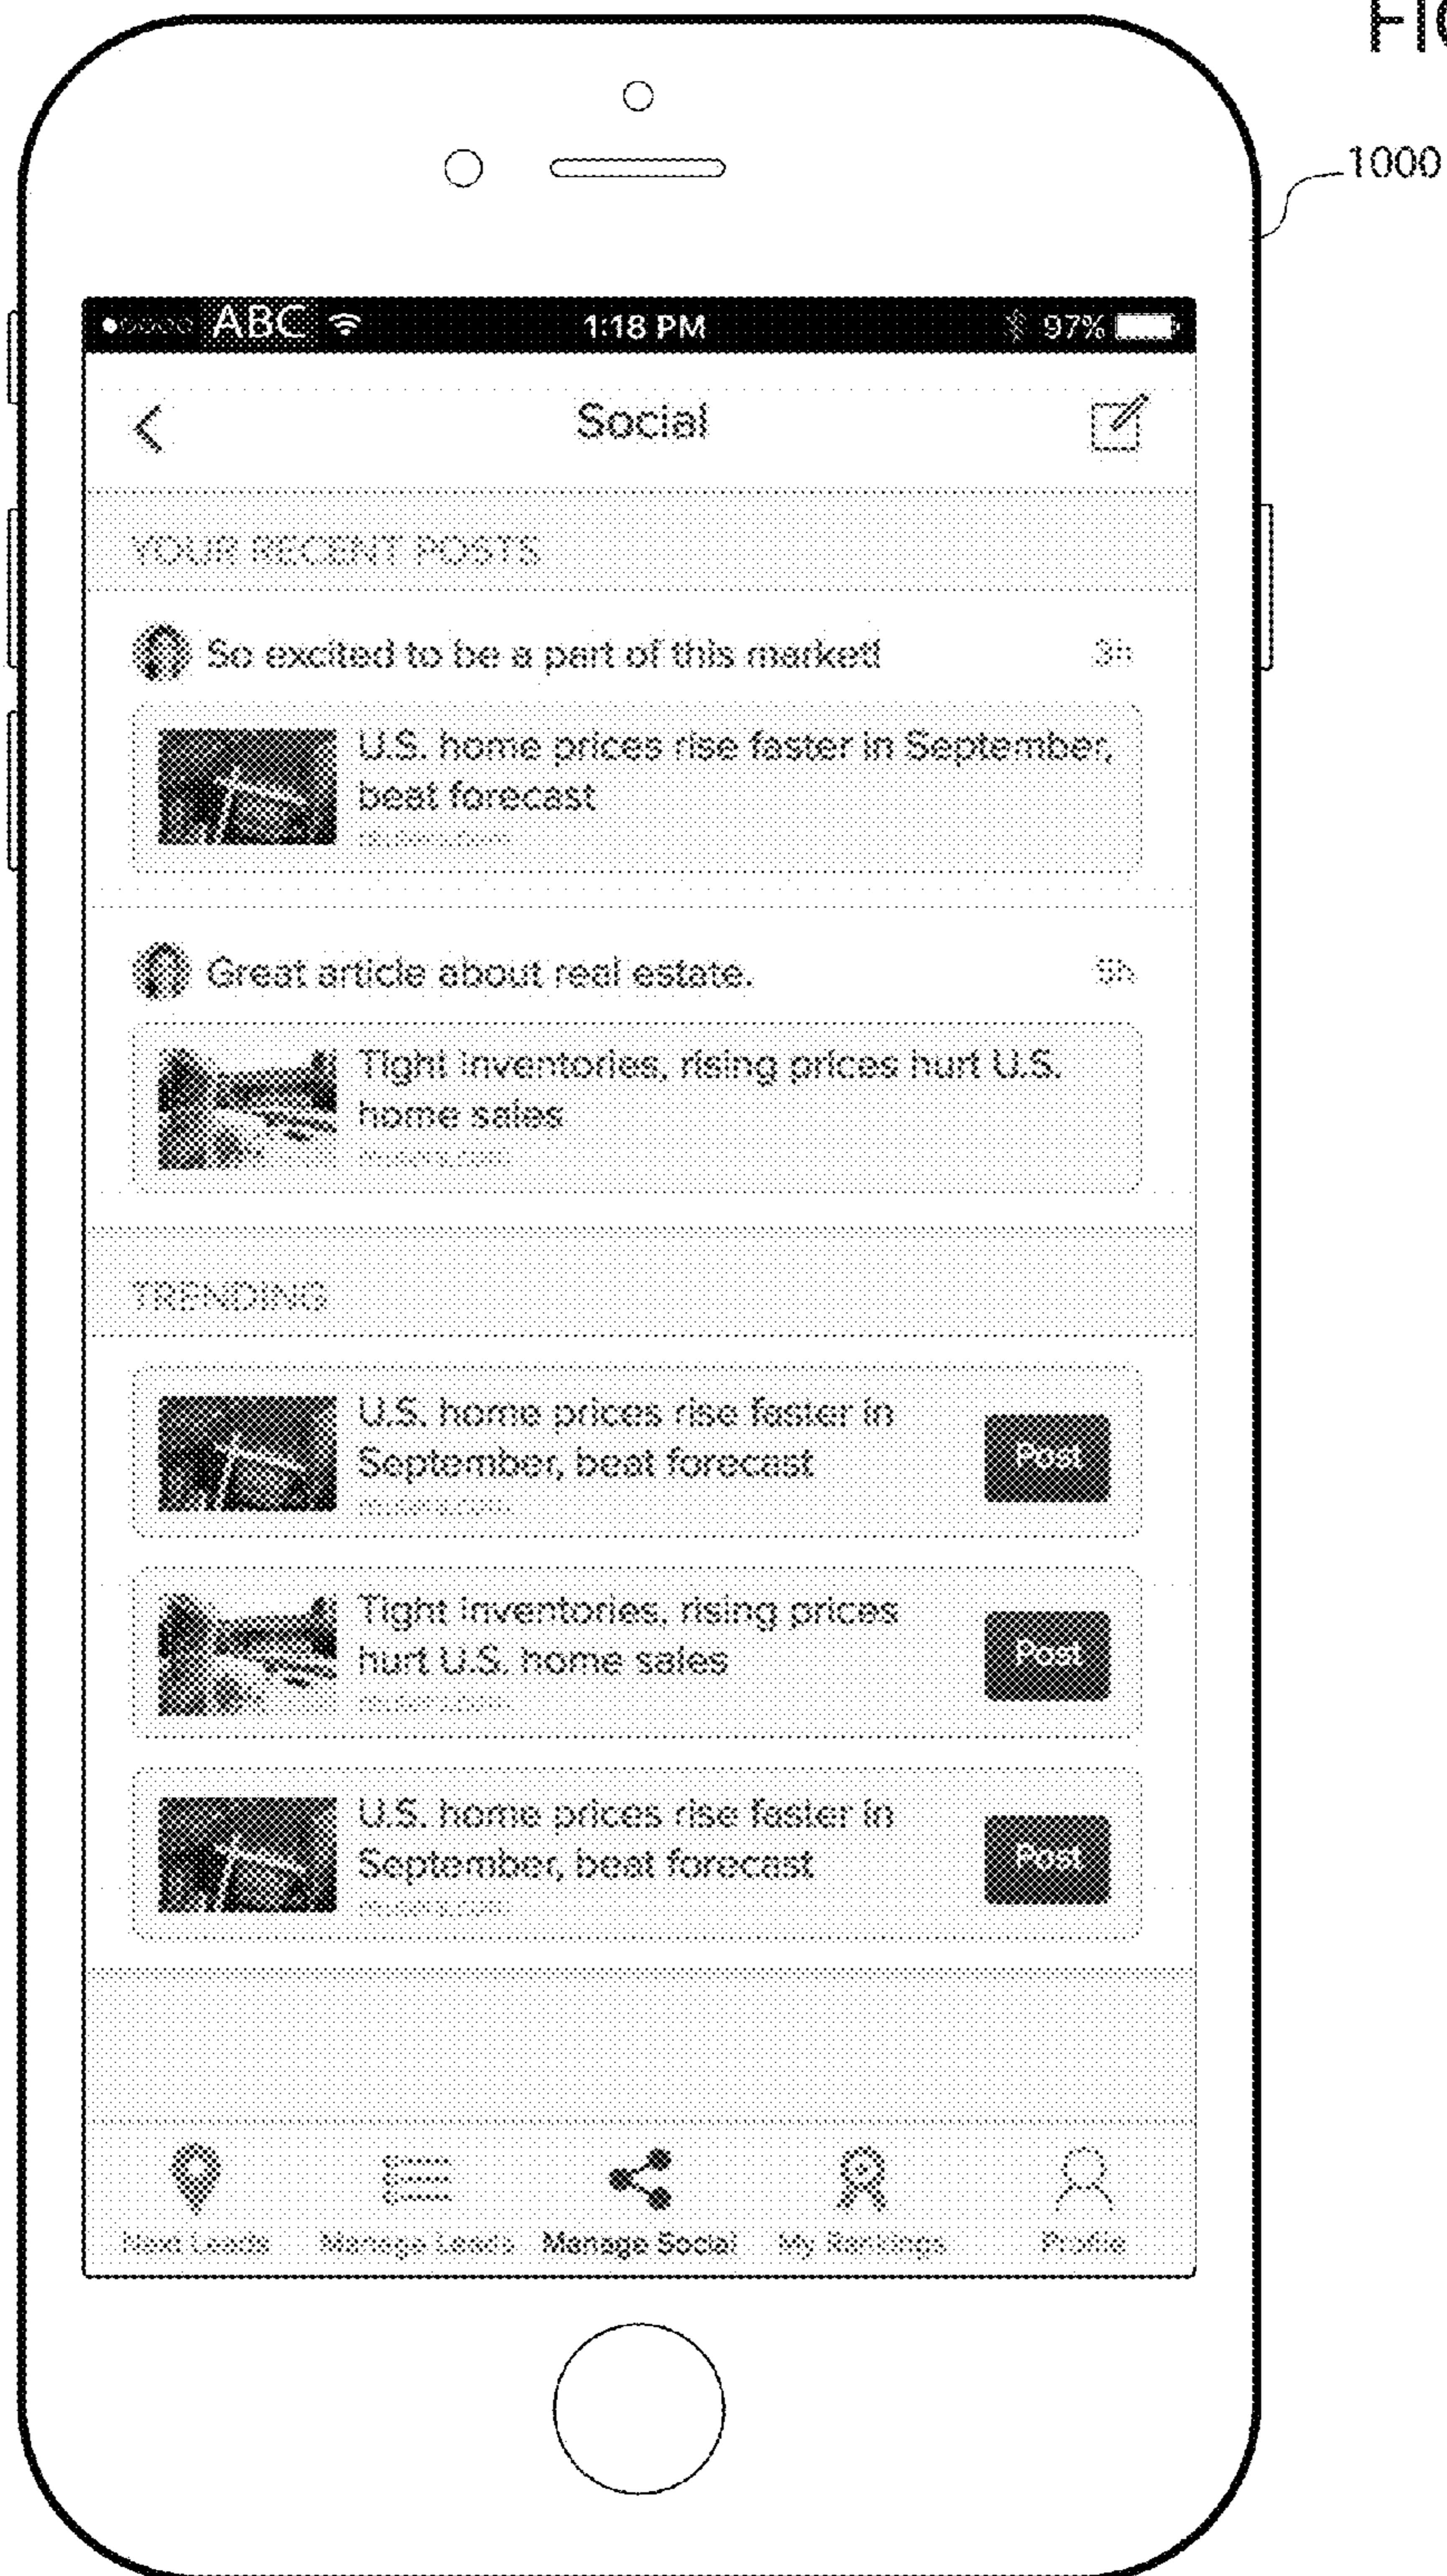 FIG
1000
ABC 1:18 PM 97%
Social
YOUR RECENT POSTS
So excited to be a part of this market! 3h
U.S. home prices rise faster in September,
beat forecast
Great article about real estate.
Tight inventories, rising prices hurt U.S.
home sales
TRENDING
U.S. home prices rise faster in
September, beat forecast
Post
Tight inventories, rising prices
hurt U.S. home sales
Post
U.S. home prices rise faster in
September, beat forecast
Post
Next Leads Manage Leads Manage Social My Rankings Profile